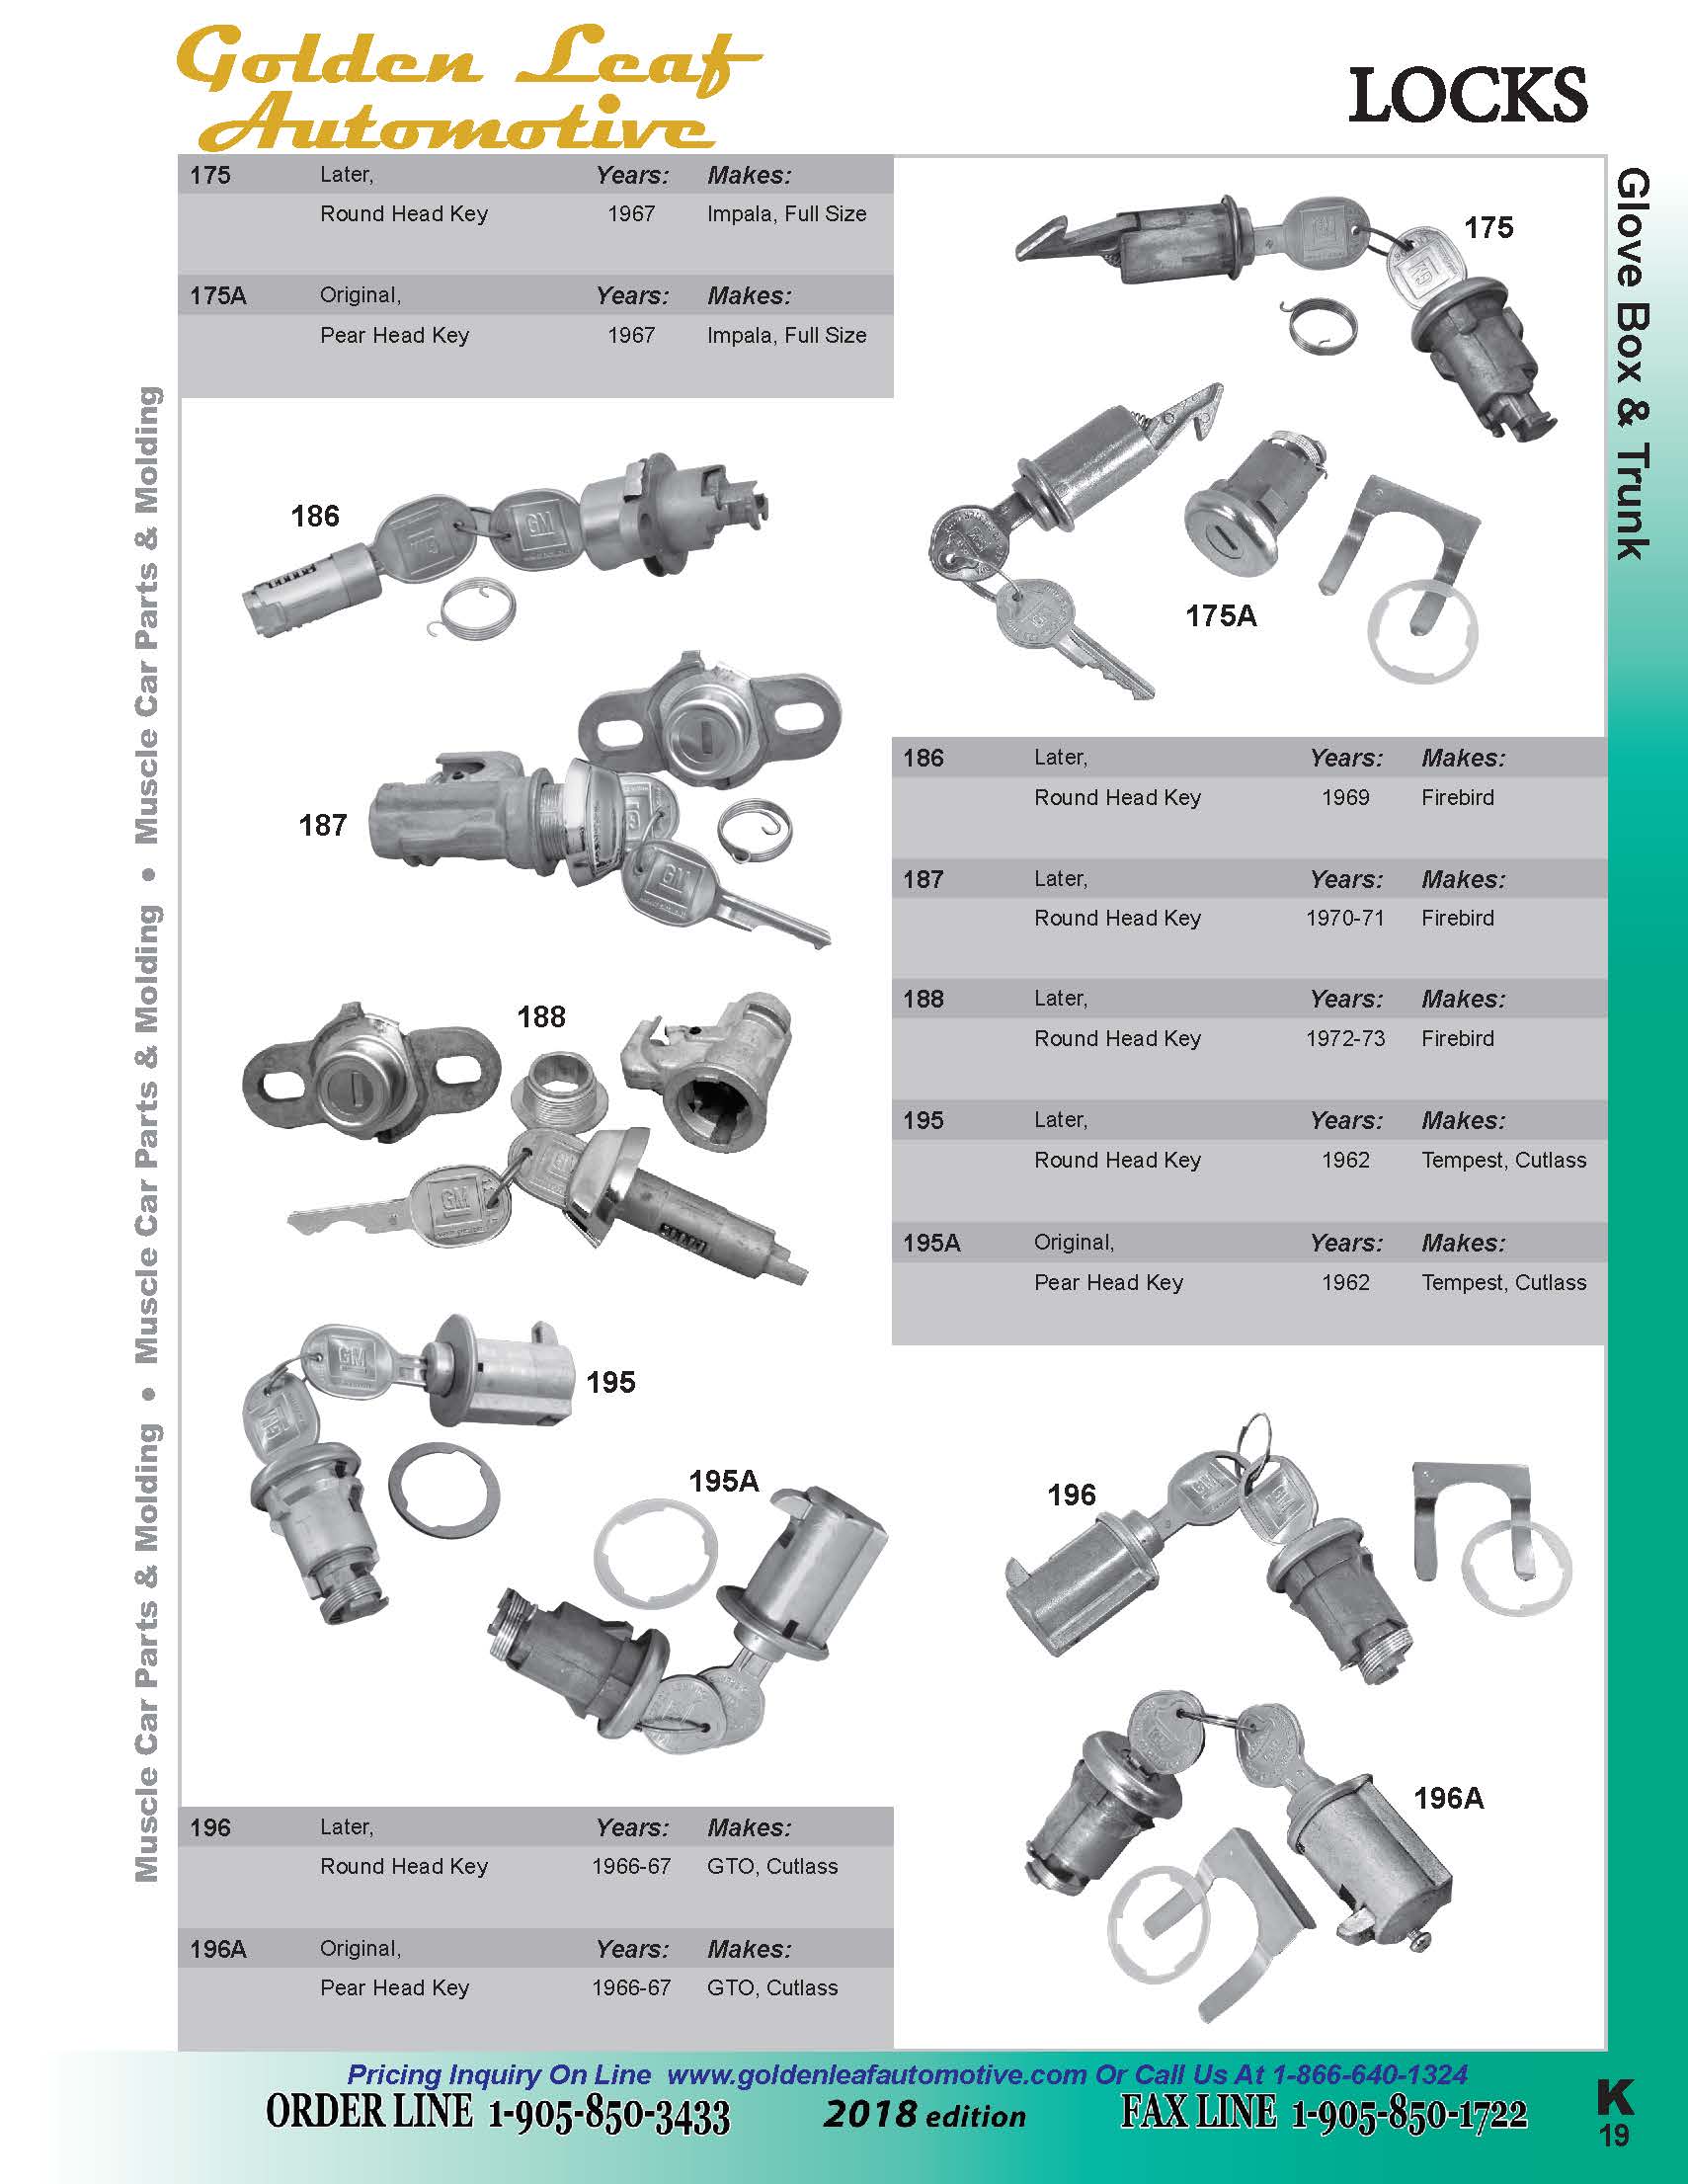 Golden Leaf
Automotive
LOCKS
Glove Box & Trunk
Muscle Car Parts & Molding • Muscle Car Parts & Molding • Muscle Car Parts & Molding
175 Later, Years: Makes:
Round Head Key 1967 Impala, Full Size
175A Original, Years: Makes:
Pear Head Key 1967 Impala, Full Size
175
175A
186
GM
187
GM
188
GM
195
GM
195A
186 Later, Years: Makes:
Round Head Key 1969 Firebird
187 Later, Years: Makes:
Round Head Key 1970-71 Firebird
188 Later, Years: Makes:
Round Head Key 1972-73 Firebird
195 Later, Years: Makes:
Round Head Key 1962 Tempest, Cutlass
195A Original, Years: Makes:
Pear Head Key 1962 Tempest, Cutlass
196
GM
196A
196 Later, Years: Makes:
Round Head Key 1966-67 GTO, Cutlass
196A Original, Years: Makes:
Pear Head Key 1966-67 GTO, Cutlass
Pricing Inquiry On Line www.goldenleafautomotive.com Or Call Us At 1-866-640-1324
ORDER LINE 1-905-850-3433 2018 edition FAX LINE 1-905-850-1722
K
19